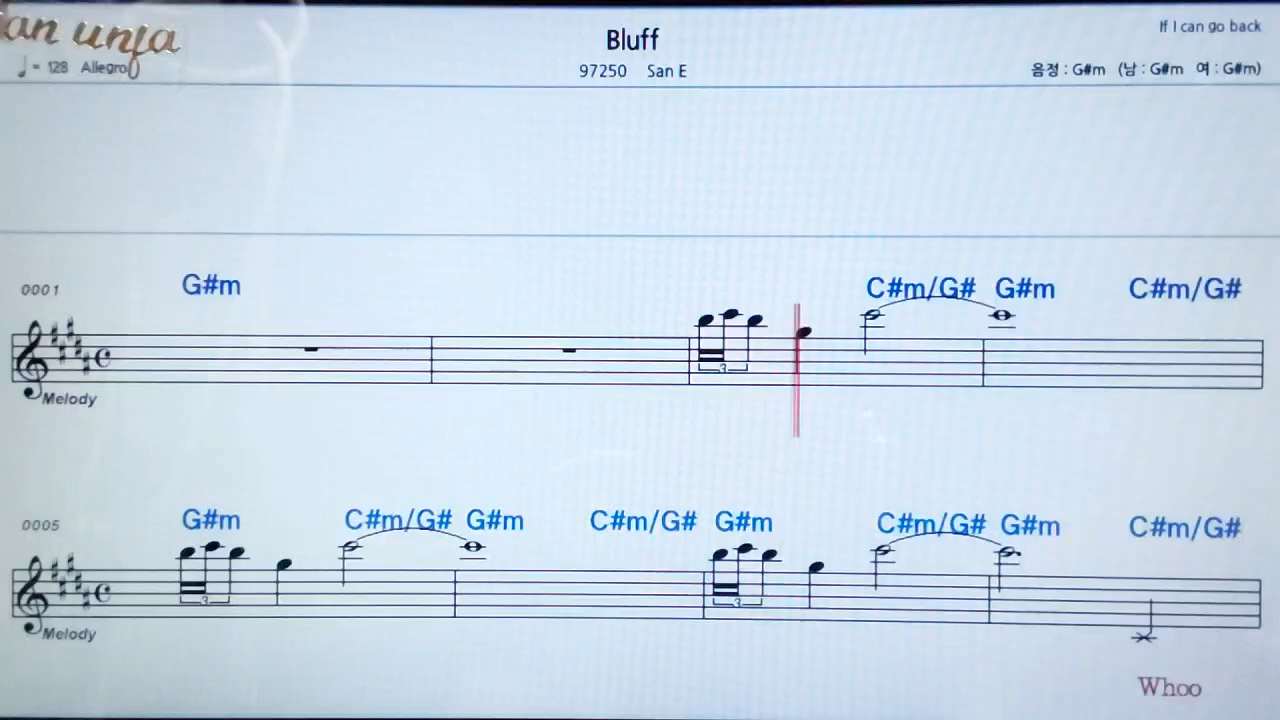 an unja
Bluff
If I can go back
♩ = 128 Allegro()
97250 San E
음정 : G#m (남 : G#m 여 : G#m)
0001 G#m C#m/G# G#m C#m/G#
3
Melody
0005 G#m C#m/G# G#m C#m/G# G#m C#m/G# G#m C#m/G#
3 3
Melody
Whoo